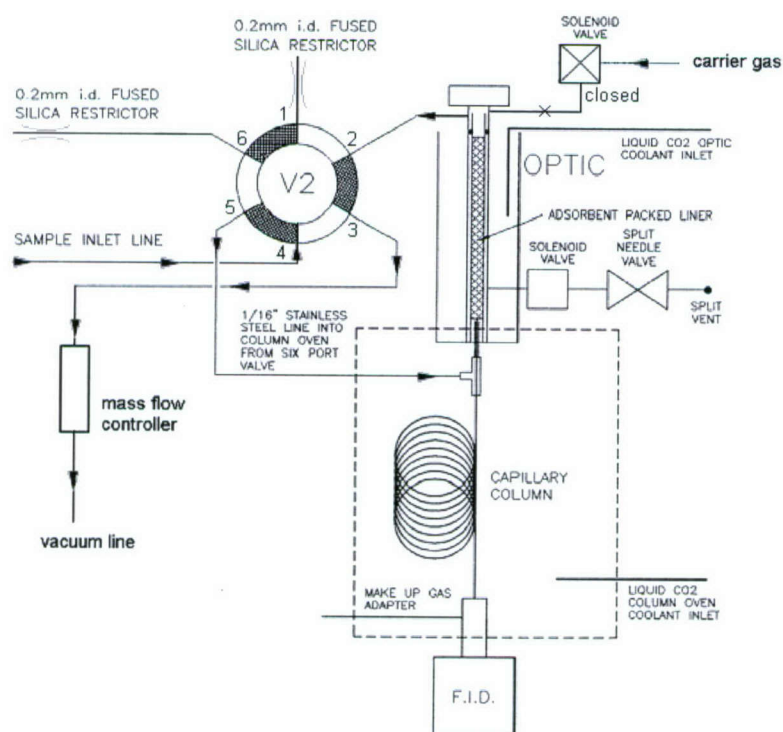 0.2mm i.d. FUSED
SILICA RESTRICTOR
SOLENOID
VALVE
carrier gas
closed
0.2mm i.d. FUSED
SILICA RESTRICTOR
1
2
3
4
5
6
V2
LIQUID CO2 OPTIC
COOLANT INLET
OPTIC
ADSORBENT PACKED LINER
SAMPLE INLET LINE
SOLENOID
VALVE
SPLIT
NEEDLE
VALVE
SPLIT
VENT
1/16" STAINLESS
STEEL LINE INTO
COLUMN OVEN
FROM SIX PORT
VALVE
mass flow
controller
vacuum line
CAPILLARY
COLUMN
MAKE UP GAS
ADAPTER
LIQUID CO2
COLUMN OVEN
COOLANT INLET
F.I.D.